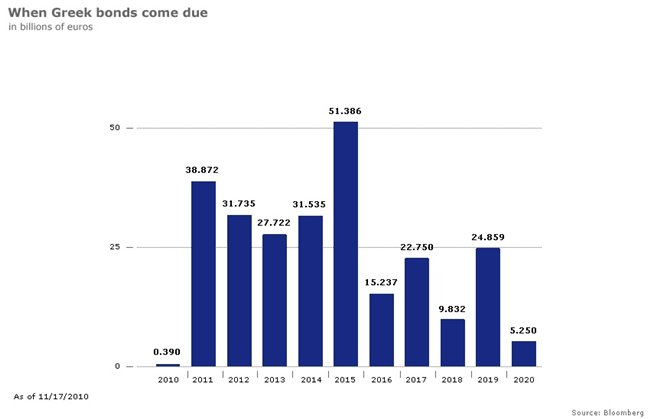 When Greek bonds come due
in billions of euros
51.386
50
38.872
31.735
31.535
27.722
24.859
25
22.750
15.237
9.832
5.250
0.390
0
2010 2011 2012 2013 2014 2015 2016 2017 2018 2019 2020
As of 11/17/2010
Source: Bloomberg